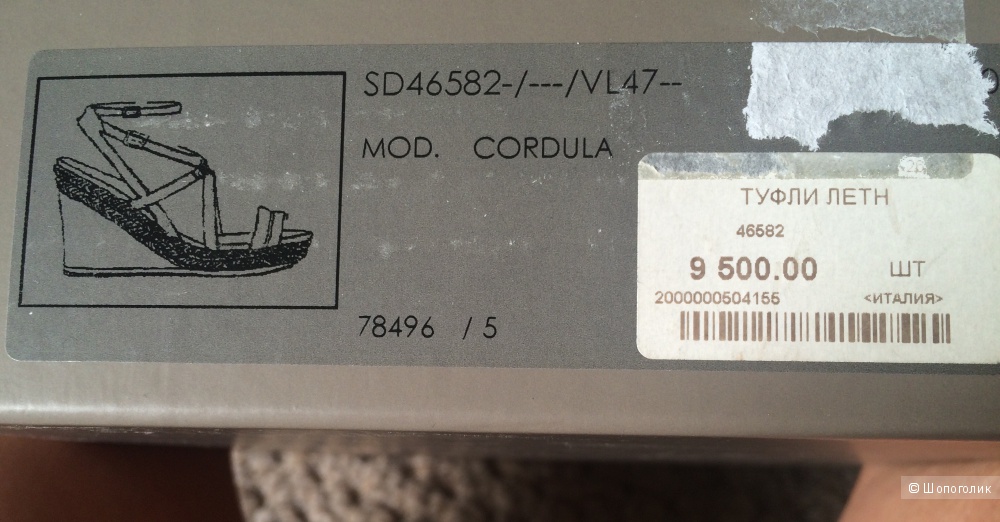 SD46582-/---/VL47--
MOD. CORDULA
78496 / 5
ТУФЛИ ЛЕТН
46582
9 500.00 ШТ
2000000504155 <ИТАЛИЯ>
© Шопоголик